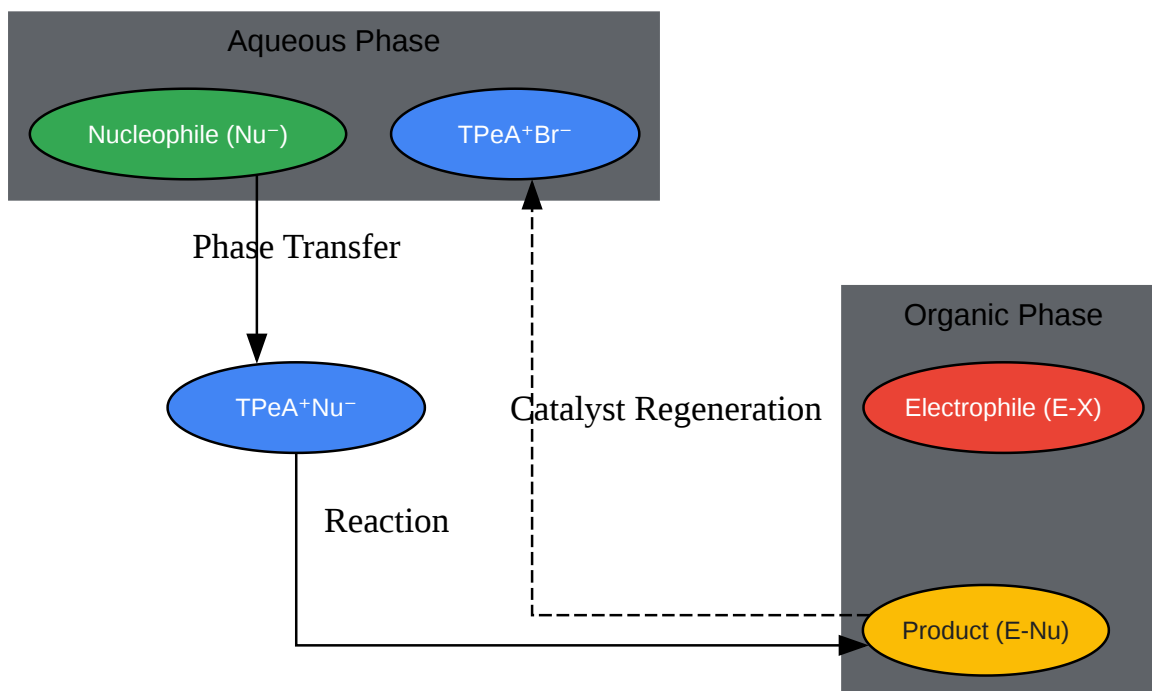 Aqueous Phase
Nucleophile (Nu⁻)
TPeA⁺Br⁻
Phase Transfer
Organic Phase
TPeA⁺Nu⁻
Catalyst Regeneration
Electrophile (E-X)
Reaction
Product (E-Nu)